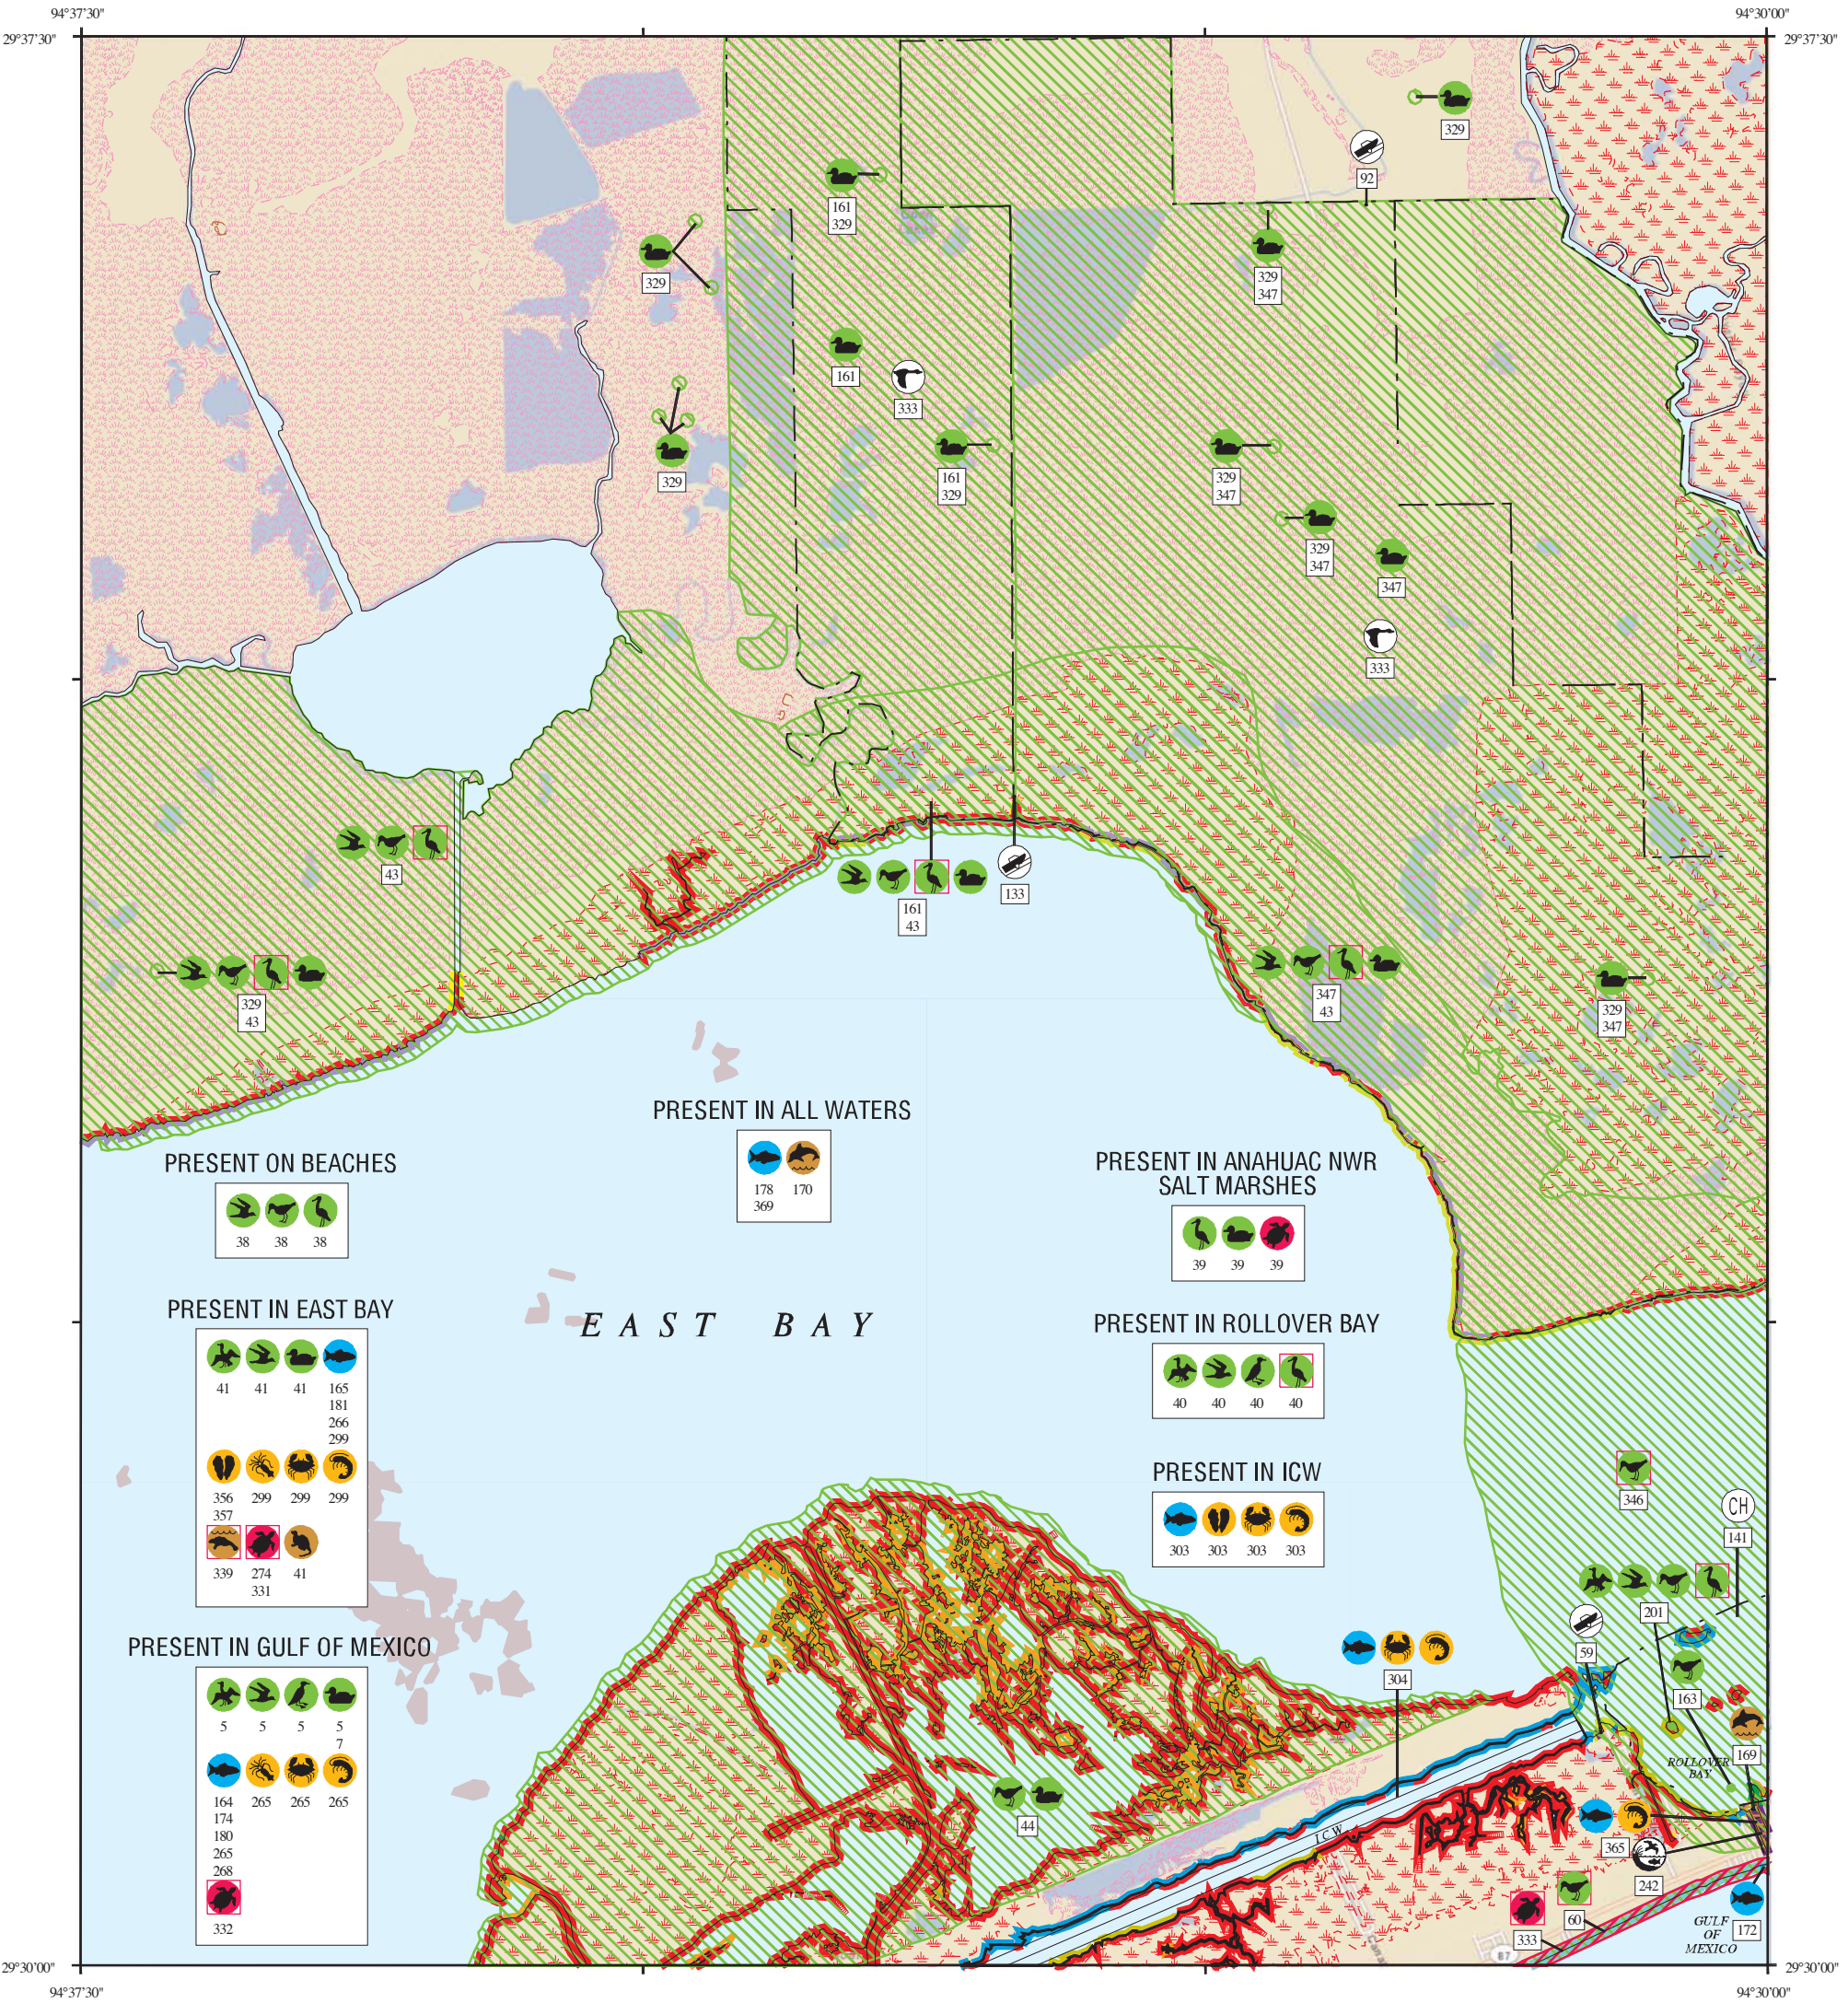 94°37'30"
94°30'00"
29°37'30"
29°37'30"
329
92
161
329
329
329
347
161
333
329
161
329
329
347
329
347
347
333
43
161
43
133
329
43
347
43
329
347
PRESENT IN ALL WATERS
178 170
369
PRESENT ON BEACHES
38 38 38
PRESENT IN ANAHUAC NWR
SALT MARSHES
39 39 39
PRESENT IN EAST BAY
41 41 41 165
181
266
299
356 299 299 299
357
339 274 41
331
EAST BAY
PRESENT IN ROLLOVER BAY
40 40 40 40
PRESENT IN ICW
303 303 303 303
346
CH
141
201
59
304
163
PRESENT IN GULF OF MEXICO
5 5 5 5
7
164 265 265 265
174
180
265
268
332
ROLLOVER
BAY
169
44
I.C.W.
365
242
60
333
172
GULF
OF
MEXICO
87
29°30'00"
29°30'00"
94°37'30"
94°30'00"